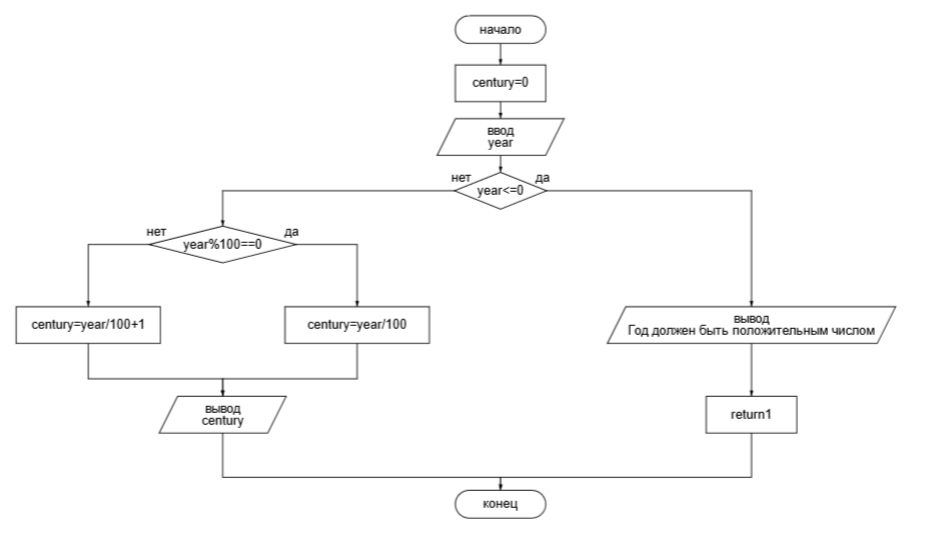 начало
century=0
ввод
year
нет
да
year<=0
нет
да
year%100==0
century=year/100+1
century=year/100
вывод
Год должен быть положительным числом
вывод
century
return1
конец